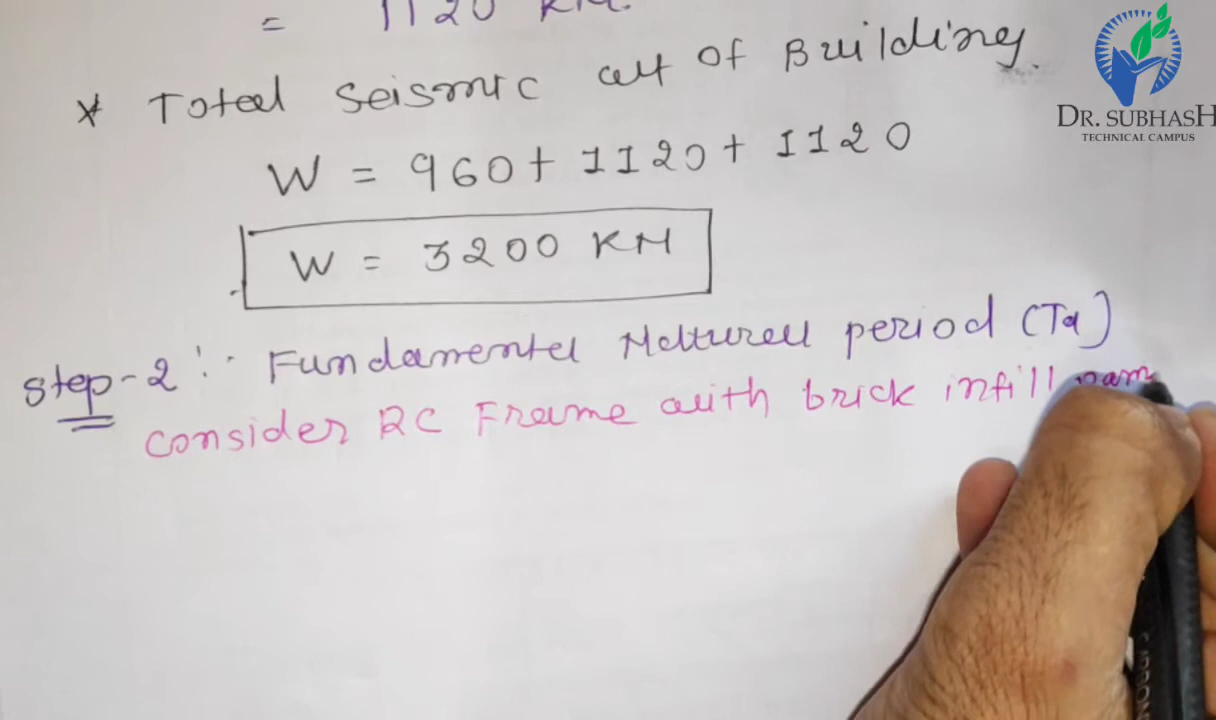 = 1120 KN.
* Total Seismic wt of Building.
W = 960 + 1120 + 1120
W = 3200 KN
Step-2 :- Fundamental Natural period (Ta)
Consider RC Frame with brick infill
DR. SUBHASH
TECHNICAL CAMPUS